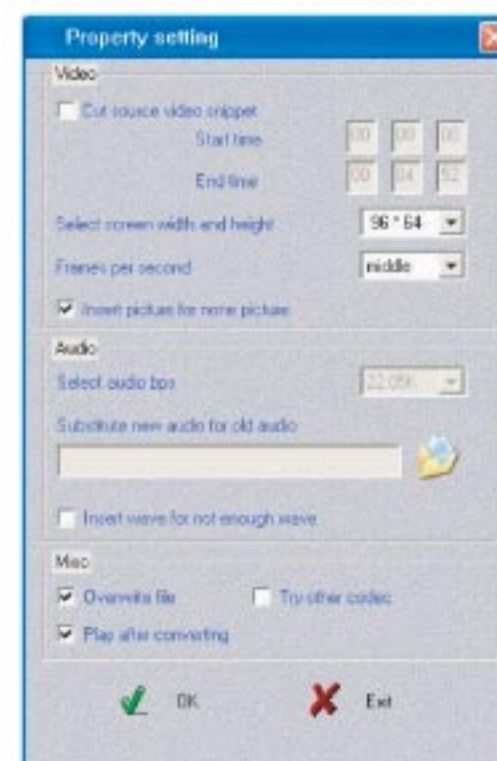 Property setting
Video
Cut source video snippet
Start time 00 00 00
End time 00 04 52
Select screen width and height 96 * 64
Frames per second middle
Insert picture for none picture
Audio
Select audio bps 22.05K
Substitute new audio for old audio
Insert wave for not enough wave
Misc
Overwrite file Try other codec
Play after converting
OK Exit